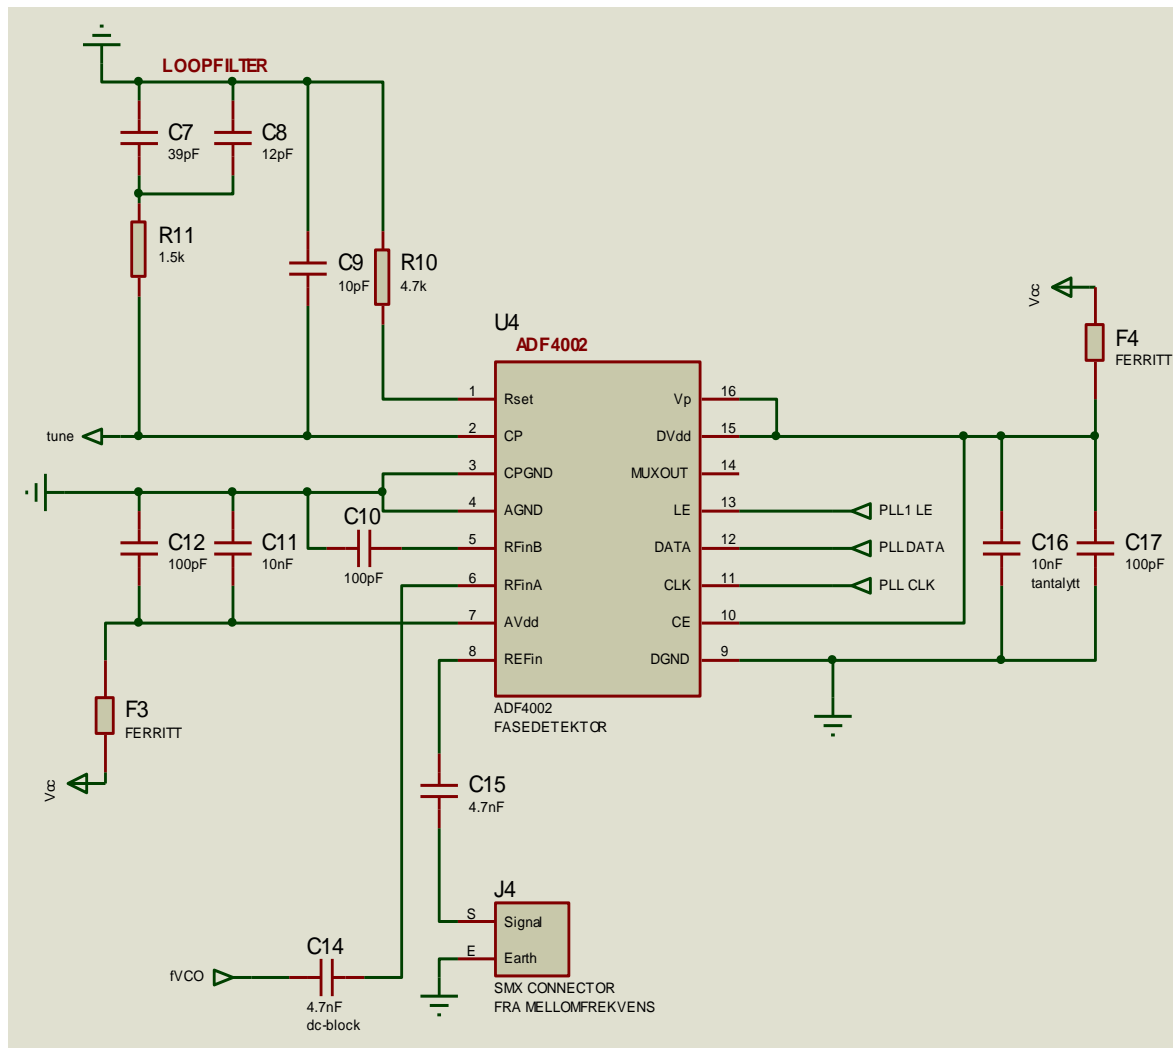 LOOPFILTER
C7
39pF
C8
12pF
R11
1.5k
C9
10pF
R10
4.7k
tune
U4
ADF4002
1
Rset
2
CP
3
CPGND
4
AGND
5
RFinB
6
RFinA
7
AVdd
8
REFin
Vp
16
DVdd
15
MUXOUT
14
LE
13
DATA
12
CLK
11
CE
10
DGND
9
ADF4002
FASEDETEKTOR
Vcc
F4
FERRITT
PLL1 LE
PLL DATA
PLL CLK
C16
10nF
tantalytt
C17
100pF
C10
100pF
C12
100pF
C11
10nF
F3
FERRITT
Vcc
C15
4.7nF
J4
S
Signal
E
Earth
SMX CONNECTOR
FRA MELLOMFREKVENS
fVCO
C14
4.7nF
dc-block